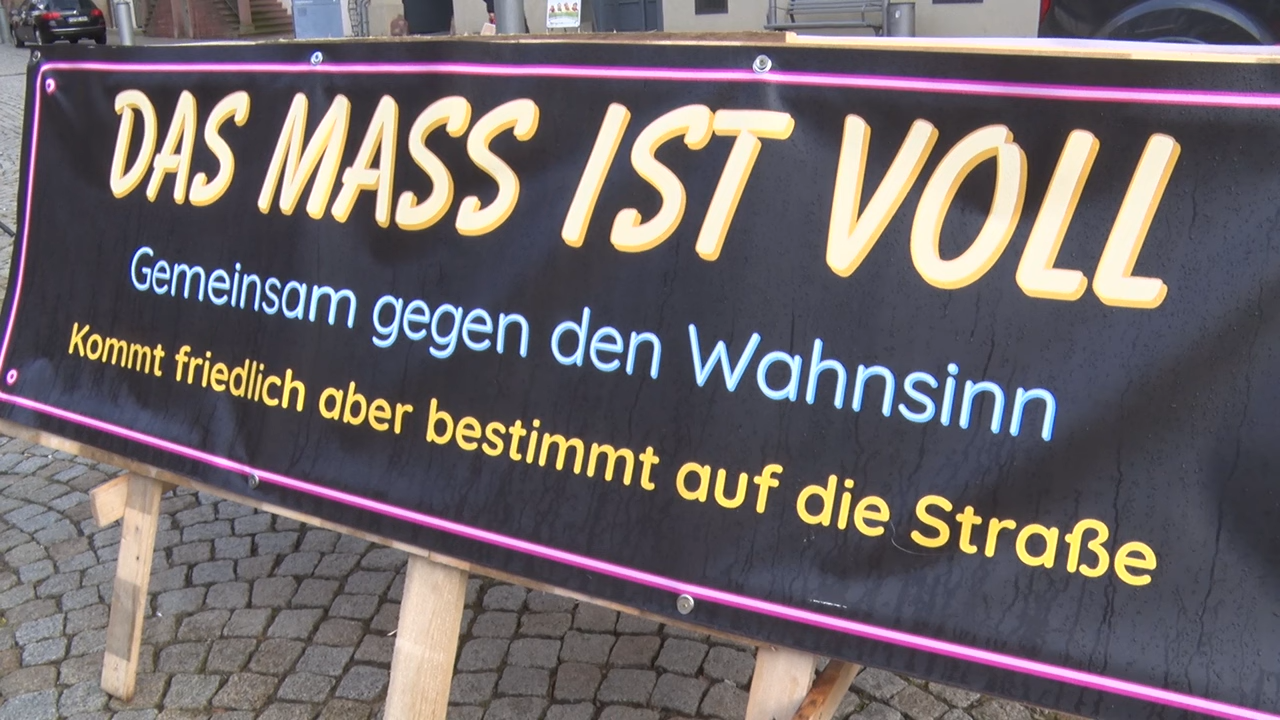 DAS MASS IST VOLL
Gemeinsam gegen den Wahnsinn
Kommt friedlich aber bestimmt auf die Straße